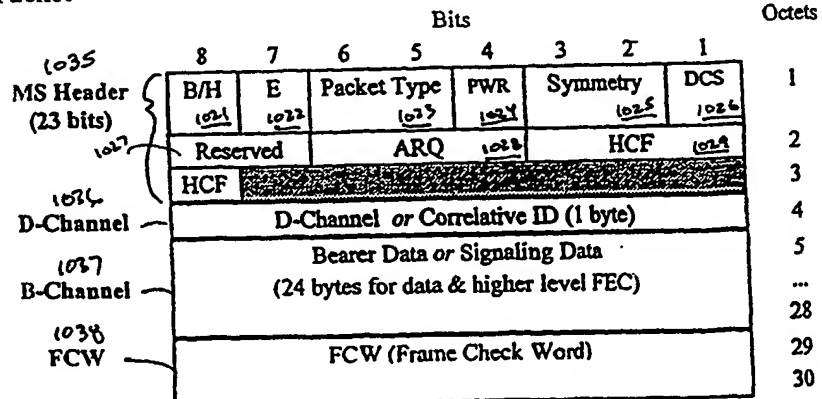 Bits Octets
8 7 6 5 4 3 2 1
1035
MS Header
(23 bits)
B/H E Packet Type PWR Symmetry DCS 1
1021 1022 1023 1024 1025 1026
1027 Reserved ARQ 1028 HCF 1029 2
HCF 3
1036
D-Channel D-Channel or Correlative ID (1 byte) 4
Bearer Data or Signaling Data 5
1037
B-Channel (24 bytes for data & higher level FEC) ...
28
1038
FCW FCW (Frame Check Word) 29
30